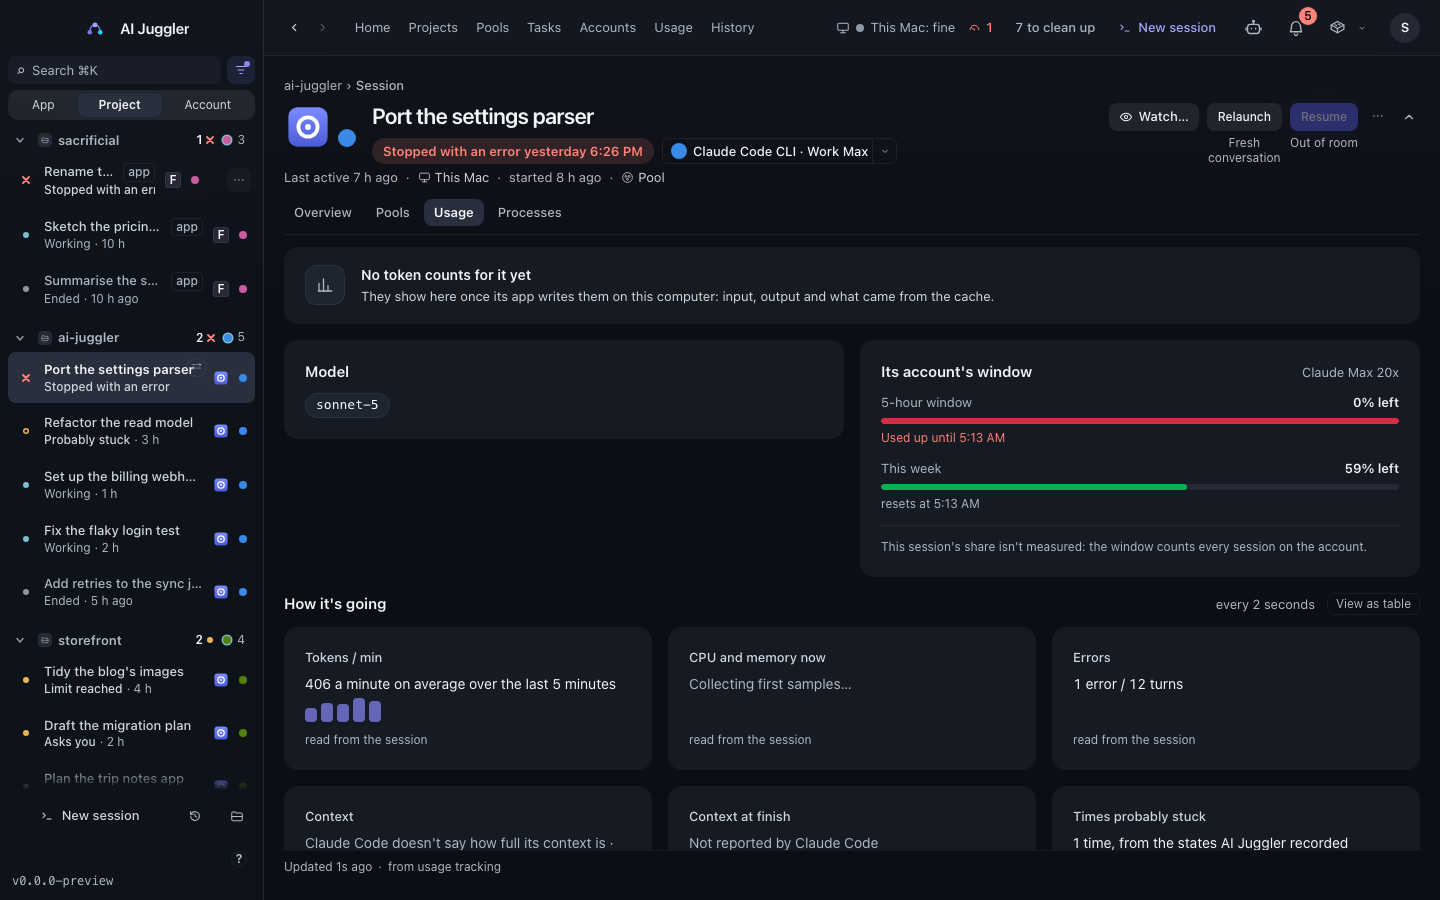 AI Juggler
Search ⌘K
App
Project
Account
sacrificial
1
3
Rename t...
app
Stopped with an err
F
Sketch the pricin...
app
Working · 10 h
F
Summarise the s...
app
Ended · 10 h ago
F
ai-juggler
2
5
Port the settings parser
Stopped with an error
Refactor the read model
Probably stuck · 3 h
Set up the billing webh...
Working · 1 h
Fix the flaky login test
Working · 2 h
Add retries to the sync j...
Ended · 5 h ago
storefront
2
4
Tidy the blog's images
Limit reached · 4 h
Draft the migration plan
Asks you · 2 h
Plan the trip notes app
New session
?
v0.0.0-preview
Home
Projects
Pools
Tasks
Accounts
Usage
History
This Mac: fine
1
7 to clean up
New session
5
S
ai-juggler › Session
Port the settings parser
Stopped with an error yesterday 6:26 PM
Claude Code CLI · Work Max
Last active 7 h ago · This Mac · started 8 h ago · Pool
Watch...
Relaunch
Resume
Fresh conversation
Out of room
Overview
Pools
Usage
Processes
No token counts for it yet
They show here once its app writes them on this computer: input, output and what came from the cache.
Model
sonnet-5
Its account's window
Claude Max 20x
5-hour window
0% left
Used up until 5:13 AM
This week
59% left
resets at 5:13 AM
This session's share isn't measured: the window counts every session on the account.
How it's going
every 2 seconds
View as table
Tokens / min
406 a minute on average over the last 5 minutes
read from the session
CPU and memory now
Collecting first samples...
read from the session
Errors
1 error / 12 turns
read from the session
Context
Claude Code doesn't say how full its context is ·
Context at finish
Not reported by Claude Code
Times probably stuck
1 time, from the states AI Juggler recorded
Updated 1s ago · from usage tracking